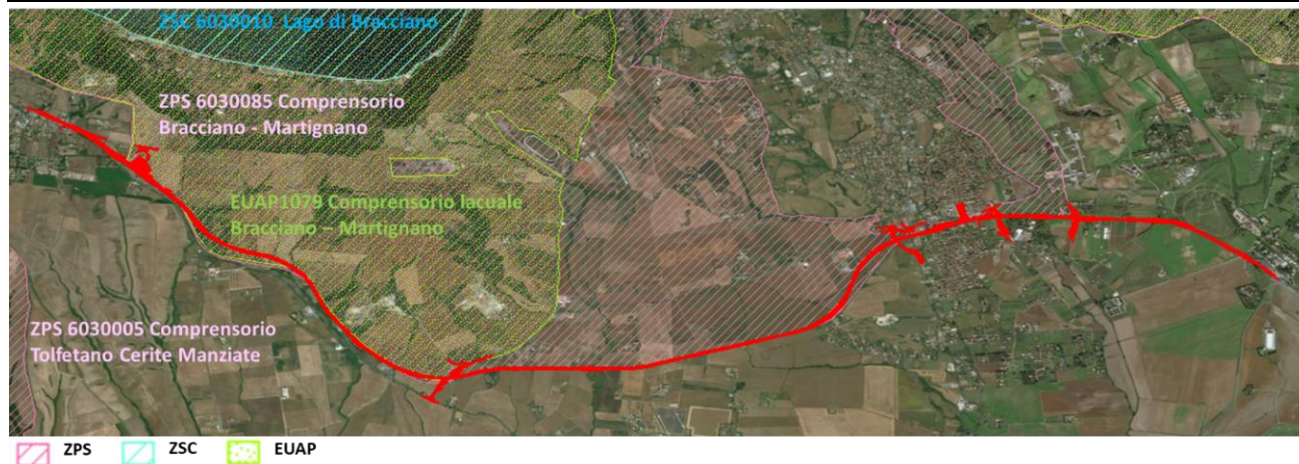 ZSC 6030010 Lago di Bracciano
ZPS 6030085 Comprensorio
Bracciano - Martignano
EUAP1079 Comprensorio lacuale
Bracciano – Martignano
ZPS 6030005 Comprensorio
Tolfetano Cerite Manziate
ZPS ZSC EUAP